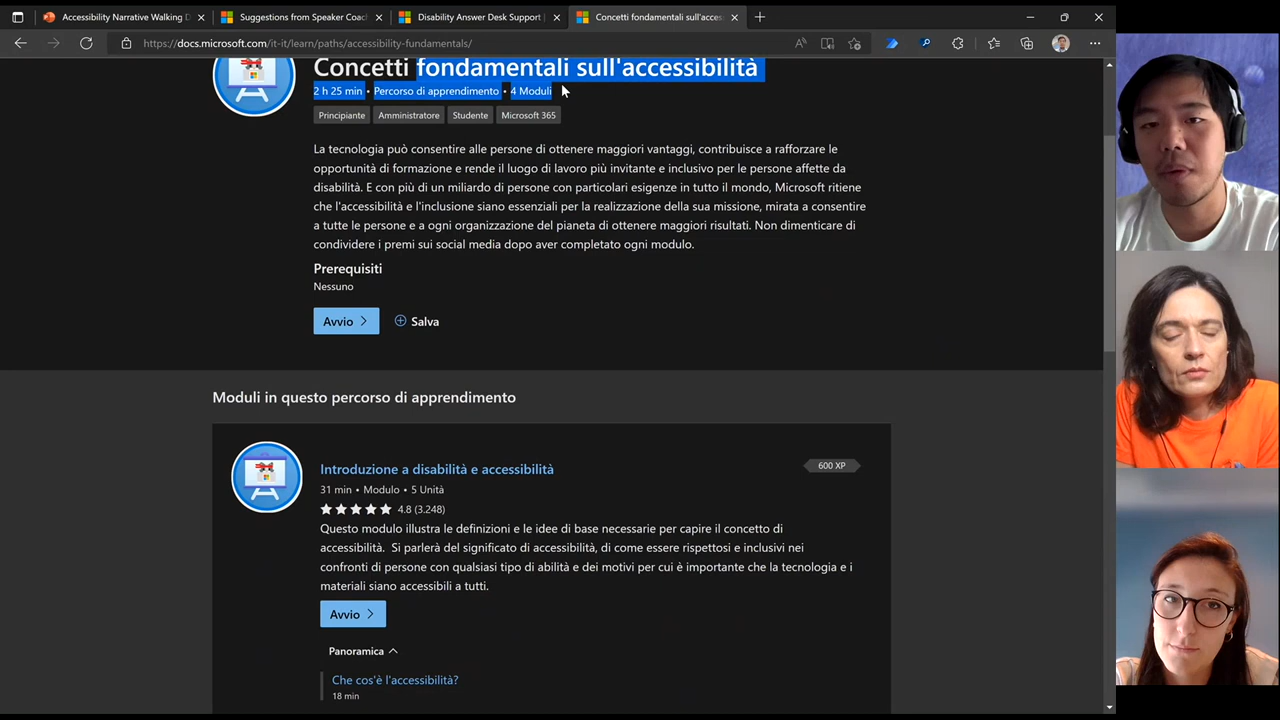 Accessibility Narrative Walking D
Suggestions from Speaker Coach
Disability Answer Desk Support
Concetti fondamentali sull'acces
https://docs.microsoft.com/it-it/learn/paths/accessibility-fundamentals/
Concetti fondamentali sull'accessibilità
2 h 25 min • Percorso di apprendimento • 4 Moduli
Principiante Amministratore Studente Microsoft 365
La tecnologia può consentire alle persone di ottenere maggiori vantaggi, contribuisce a rafforzare le
opportunità di formazione e rende il luogo di lavoro più invitante e inclusivo per le persone affette da
disabilità. E con più di un miliardo di persone con particolari esigenze in tutto il mondo, Microsoft ritiene
che l'accessibilità e l'inclusione siano essenziali per la realizzazione della sua missione, mirata a consentire
a tutte le persone e a ogni organizzazione del pianeta di ottenere maggiori risultati. Non dimenticare di
condividere i premi sui social media dopo aver completato ogni modulo.
Prerequisiti
Nessuno
Avvio
Salva
Moduli in questo percorso di apprendimento
Introduzione a disabilità e accessibilità
600 XP
31 min • Modulo • 5 Unità
4.8 (3.248)
Questo modulo illustra le definizioni e le idee di base necessarie per capire il concetto di
accessibilità. Si parlerà del significato di accessibilità, di come essere rispettosi e inclusivi nei
confronti di persone con qualsiasi tipo di abilità e dei motivi per cui è importante che la tecnologia e i
materiali siano accessibili a tutti.
Avvio
Panoramica
Che cos'è l'accessibilità?
18 min